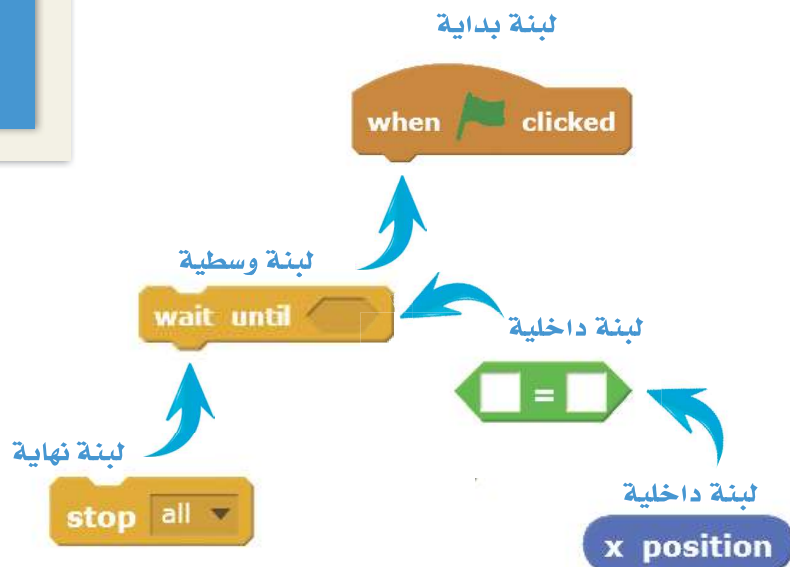 لبنة بداية
when clicked
لبنة وسطية
wait until
لبنة داخلية
=
لبنة نهاية
stop all
لبنة داخلية
x position